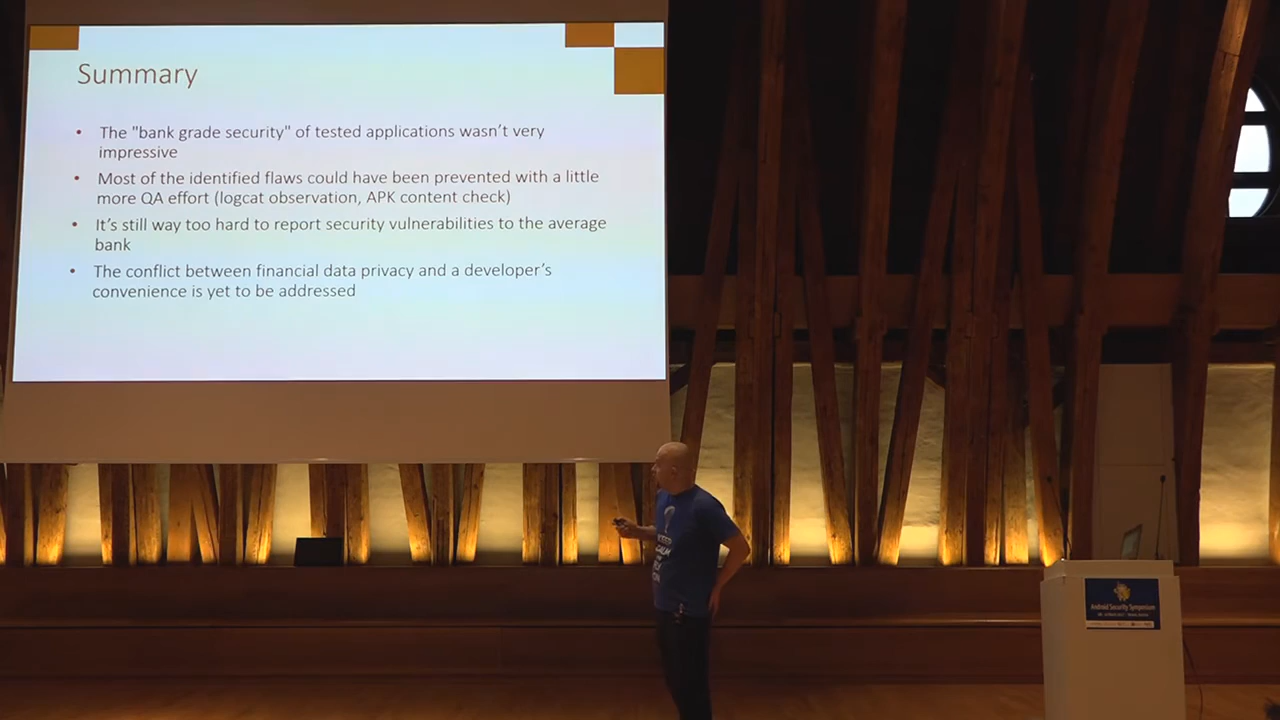 Summary
• The "bank grade security" of tested applications wasn't very
impressive
• Most of the identified flaws could have been prevented with a little
more QA effort (logcat observation, APK content check)
• It's still way too hard to report security vulnerabilities to the average
bank
• The conflict between financial data privacy and a developer's
convenience is yet to be addressed
KEEP
CALM
Android Security Symposium